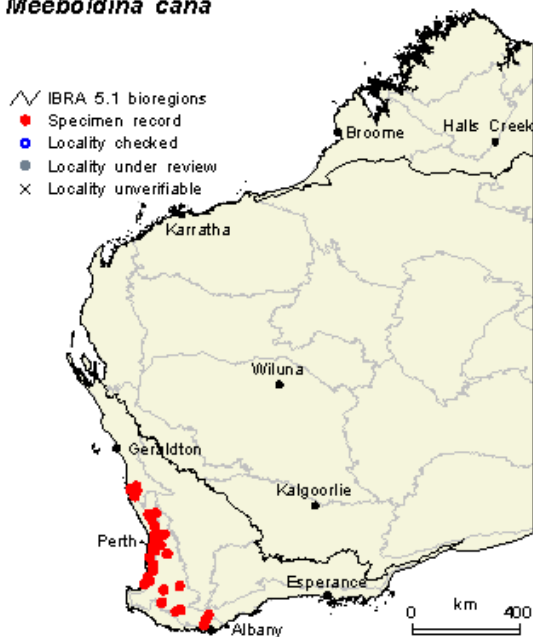 Meeboldina cana
IBRA 5.1 bioregions
Specimen record
Locality checked
Locality under review
Locality unverifiable
Broome
Halls Creek
Karratha
Wiluna
Geraldton
Kalgoorlie
Perth
Esperance
Albany
0 km 400